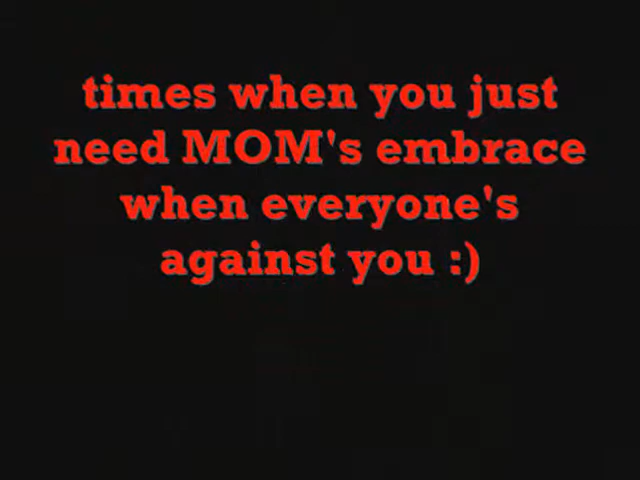 times when you just
need MOM's embrace
when everyone's
against you :)